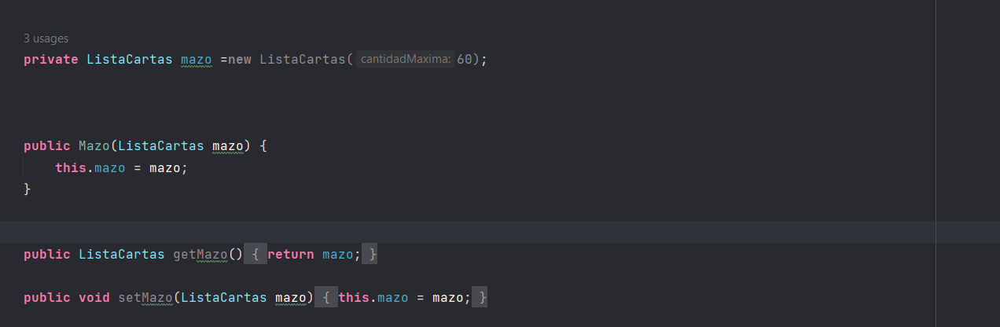 3 usages
private ListaCartas mazo =new ListaCartas( cantidadMaxima: 60);
public Mazo(ListaCartas mazo) {
this.mazo = mazo;
}
public ListaCartas getMazo() { return mazo; }
public void setMazo(ListaCartas mazo) { this.mazo = mazo; }